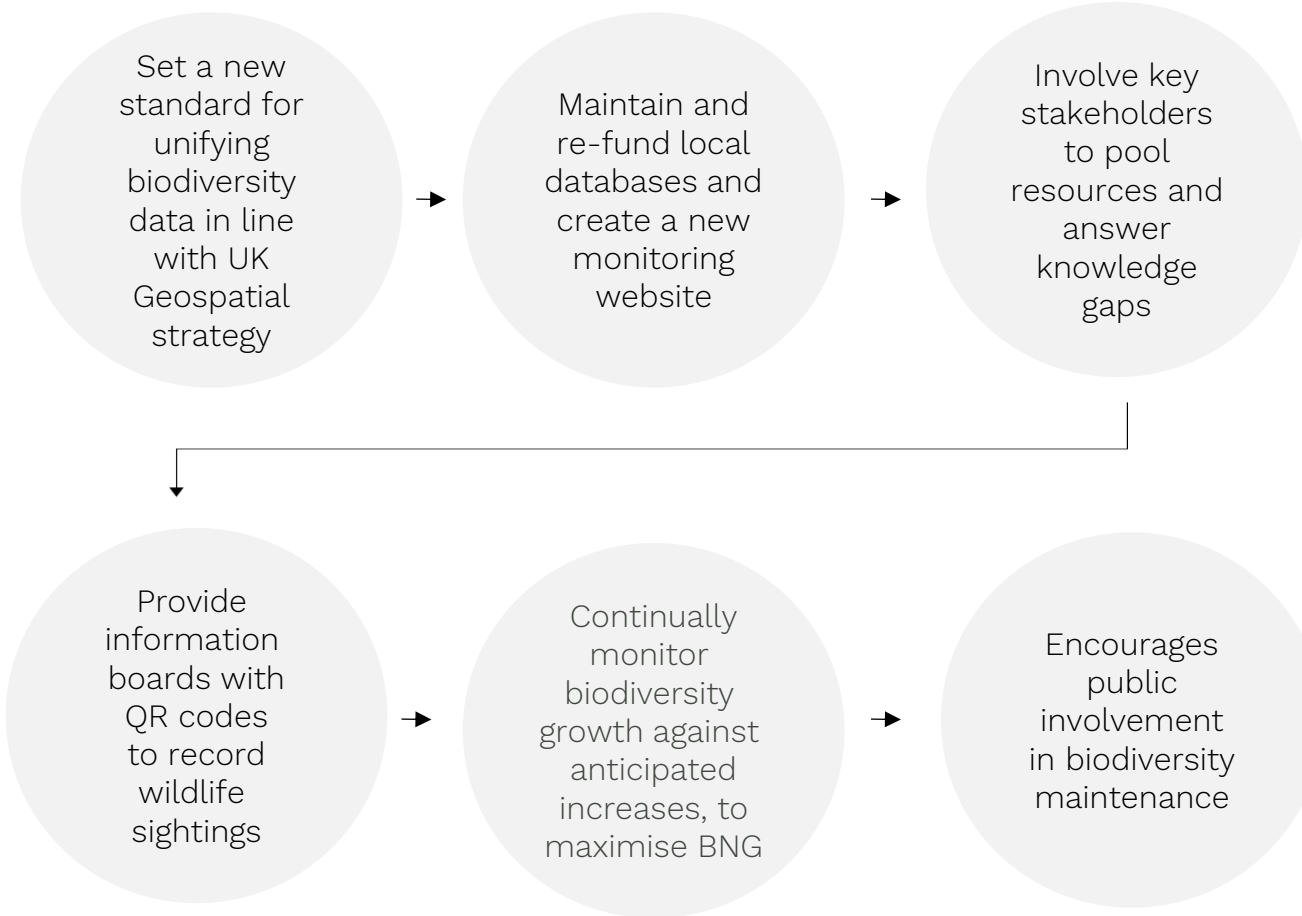 Set a new
standard for
unifying
biodiversity
data in line
with UK
Geospatial
strategy
Maintain and
re-fund local
databases and
create a new
monitoring
website
Involve key
stakeholders
to pool
resources and
answer
knowledge
gaps
Provide
information
boards with
QR codes
to record
wildlife
sightings
Continually
monitor
biodiversity
growth against
anticipated
increases, to
maximise BNG
Encourages
public
involvement
in biodiversity
maintenance